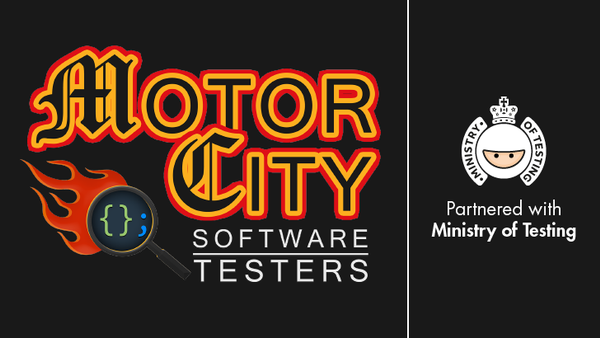 Motor
City
SOFTWARE
TESTERS
{};
• MINISTRY •
OF TESTING
Partnered with
Ministry of Testing